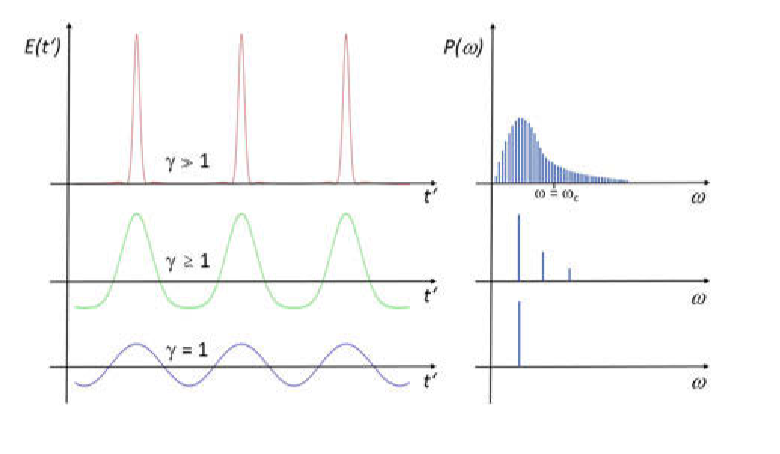 E(t′)
P(ω)
γ > 1
t′
ω = ω_c
ω
γ ≥ 1
t′
ω
γ = 1
t′
ω